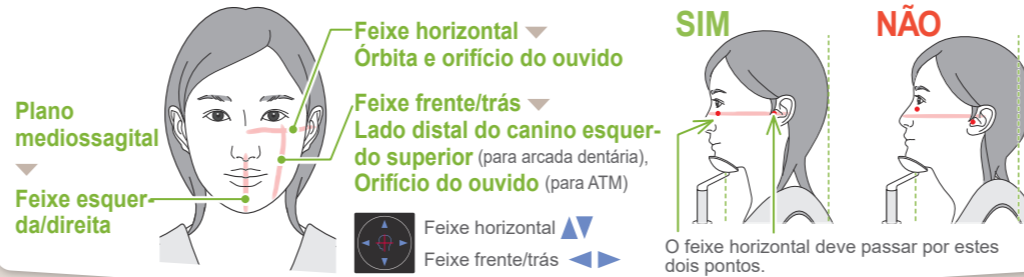 Plano
mediossagital
Feixe esquer-
da/direita
Feixe horizontal
Órbita e orifício do ouvido
Feixe frente/trás
Lado distal do canino esquer-
do superior (para arcada dentária),
Orifício do ouvido (para ATM)
Feixe horizontal
Feixe frente/trás
SIM
NÃO
O feixe horizontal deve passar por estes
dois pontos.